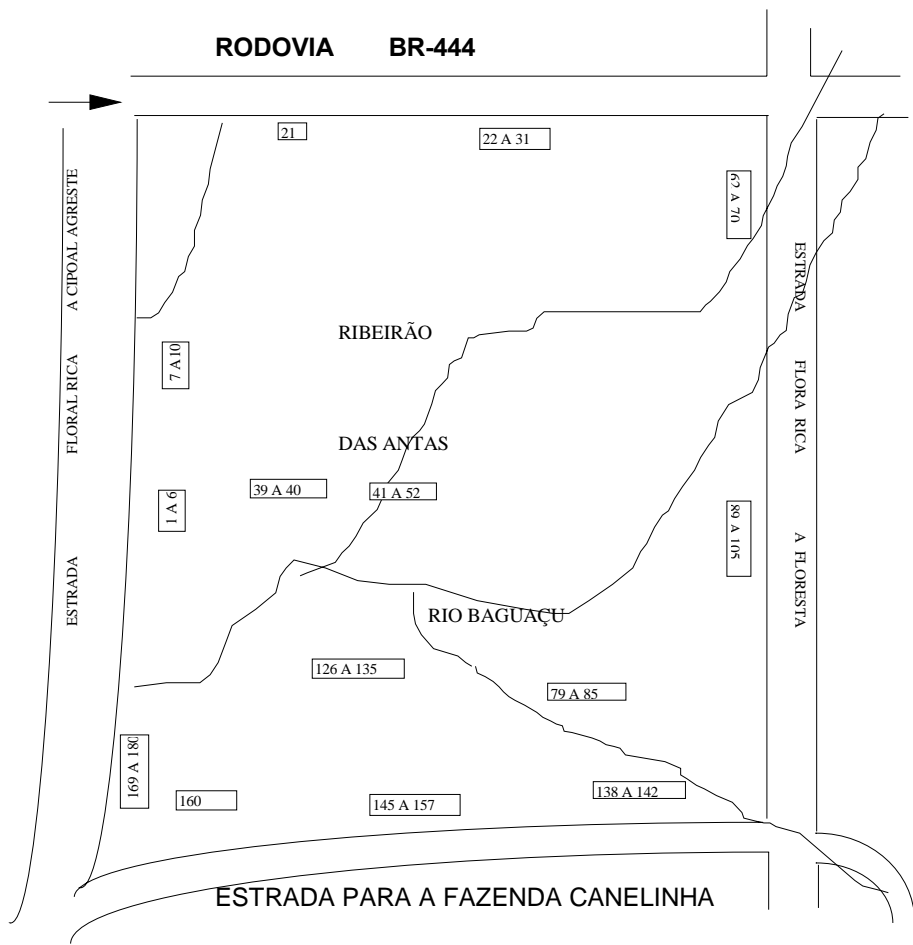 RODOVIA BR-444
21
22 A 31
62 A 70
A CIPOAL AGRESTE
FLORAL RICA
ESTRADA
ESTRADA
FLORA RICA
A FLORESTA
RIBEIRÃO
7 A 10
DAS ANTAS
39 A 40
41 A 52
1 A 6
89 A 105
RIO BAGUAÇU
126 A 135
79 A 85
169 A 180
160
145 A 157
138 A 142
ESTRADA PARA A FAZENDA CANELINHA